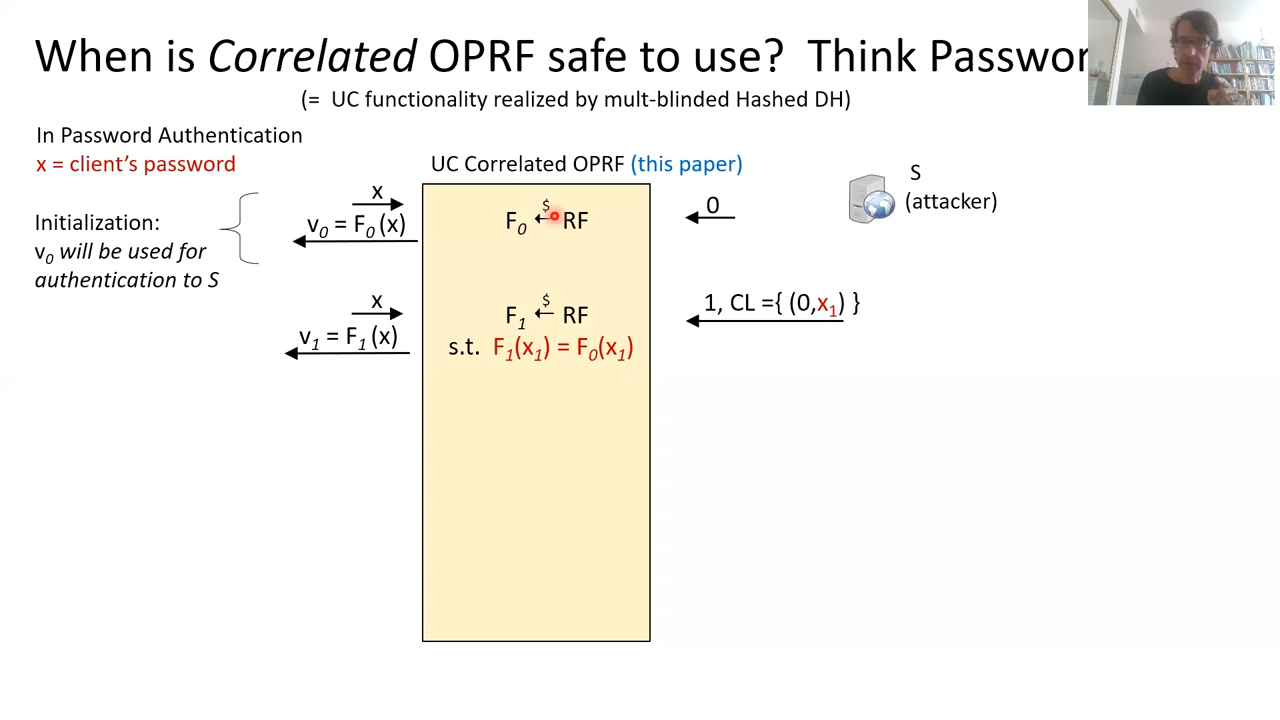 When is Correlated OPRF safe to use? Think Passwor
(= UC functionality realized by mult-blinded Hashed DH)
In Password Authentication
x = client's password
UC Correlated OPRF (this paper)
S
(attacker)
x
v₀ = F₀(x)
F₀ ←$ RF
0
Initialization:
v₀ will be used for
authentication to S
x
v₁ = F₁(x)
F₁ ←$ RF
s.t. F₁(x₁) = F₀(x₁)
1, CL ={ (0,x₁) }